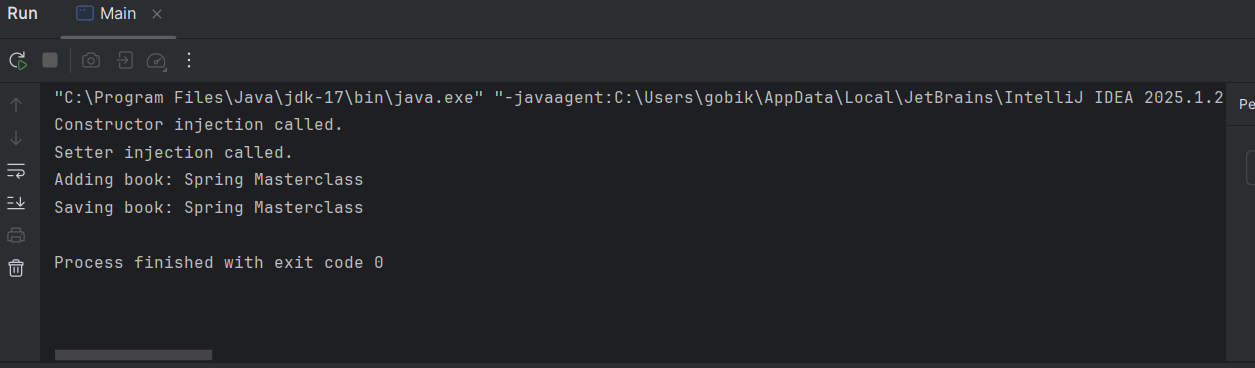 Run Main
"C:\Program Files\Java\jdk-17\bin\java.exe" "-javaagent:C:\Users\gobik\AppData\Local\JetBrains\IntelliJ IDEA 2025.1.2
Pe
Constructor injection called.
Setter injection called.
Adding book: Spring Masterclass
Saving book: Spring Masterclass
Process finished with exit code 0